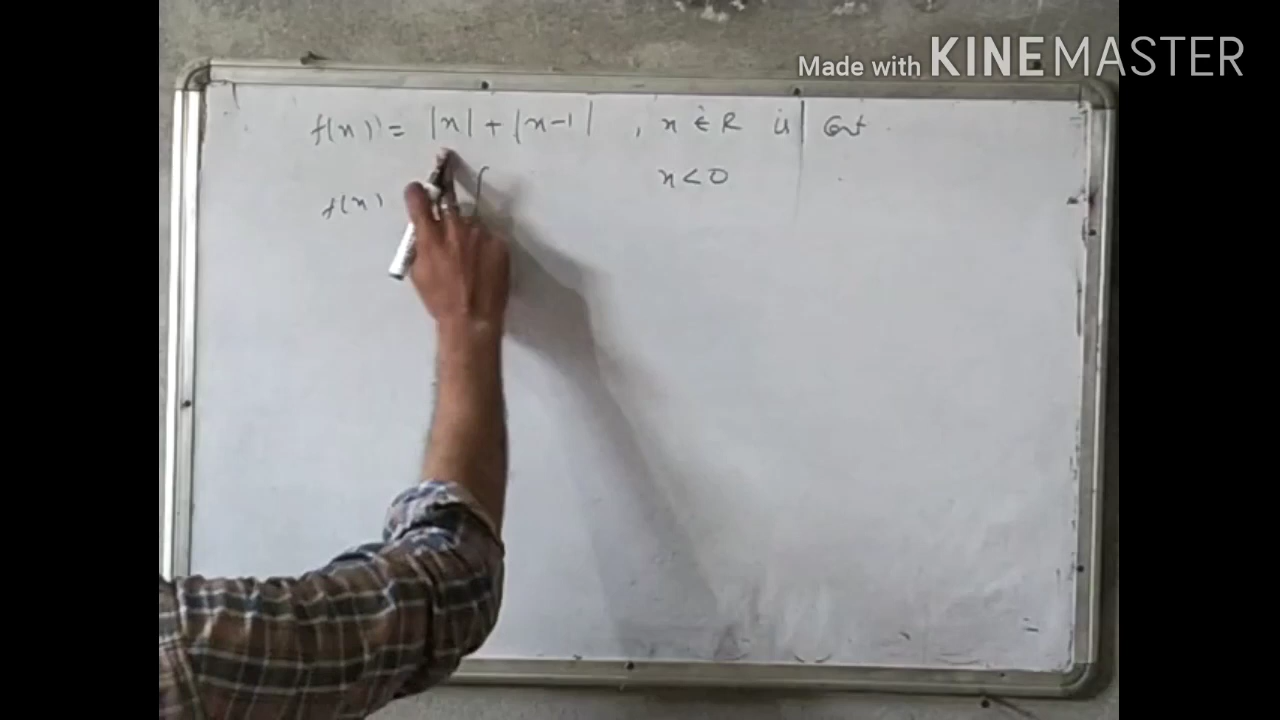 Made with KINEMASTER
f(x) = |x| + |x-1| , x ∈ R is Cont.
f(x) { x < 0